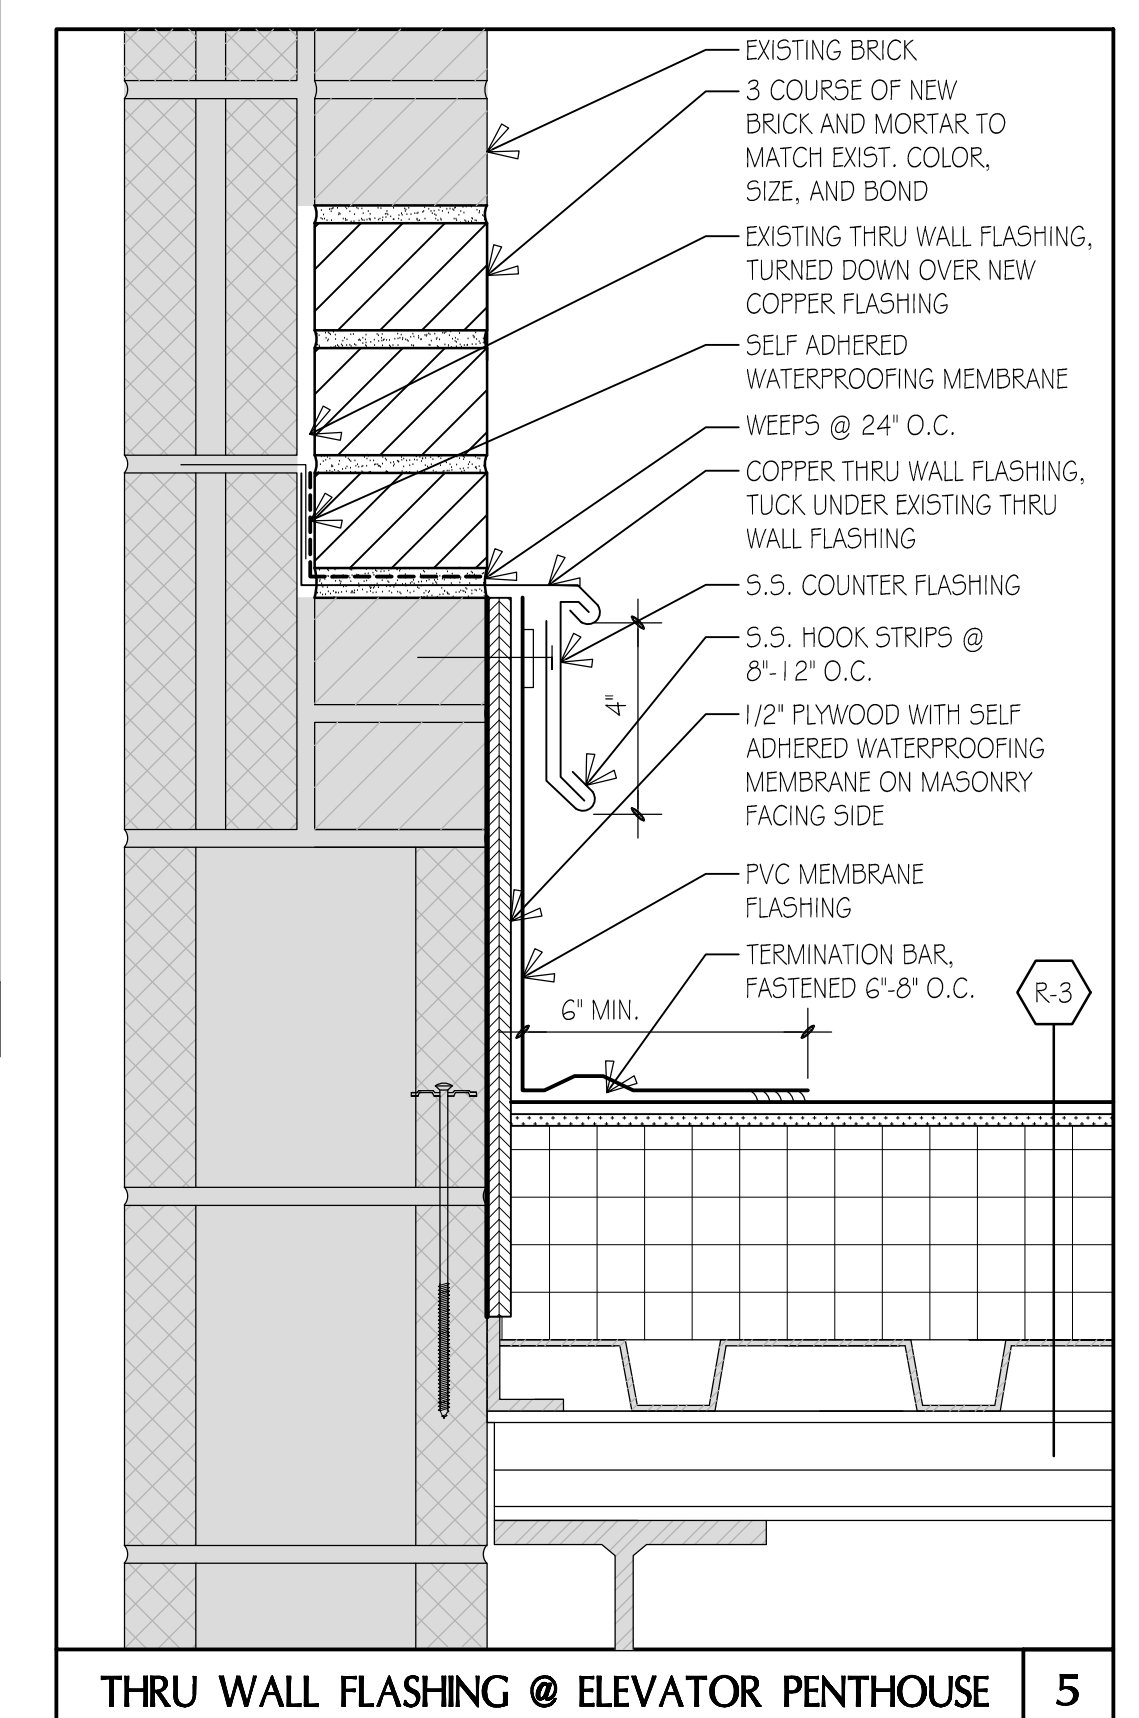 EXISTING BRICK
3 COURSE OF NEW
BRICK AND MORTAR TO
MATCH EXIST. COLOR,
SIZE, AND BOND
EXISTING THRU WALL FLASHING,
TURNED DOWN OVER NEW
COPPER FLASHING
SELF ADHERED
WATERPROOFING MEMBRANE
WEEPS @ 24" O.C.
COPPER THRU WALL FLASHING,
TUCK UNDER EXISTING THRU
WALL FLASHING
S.S. COUNTER FLASHING
S.S. HOOK STRIPS @
8"-12" O.C.
4"
1/2" PLYWOOD WITH SELF
ADHERED WATERPROOFING
MEMBRANE ON MASONRY
FACING SIDE
PVC MEMBRANE
FLASHING
TERMINATION BAR,
FASTENED 6"-8" O.C.
R-3
6" MIN.
THRU WALL FLASHING @ ELEVATOR PENTHOUSE
5